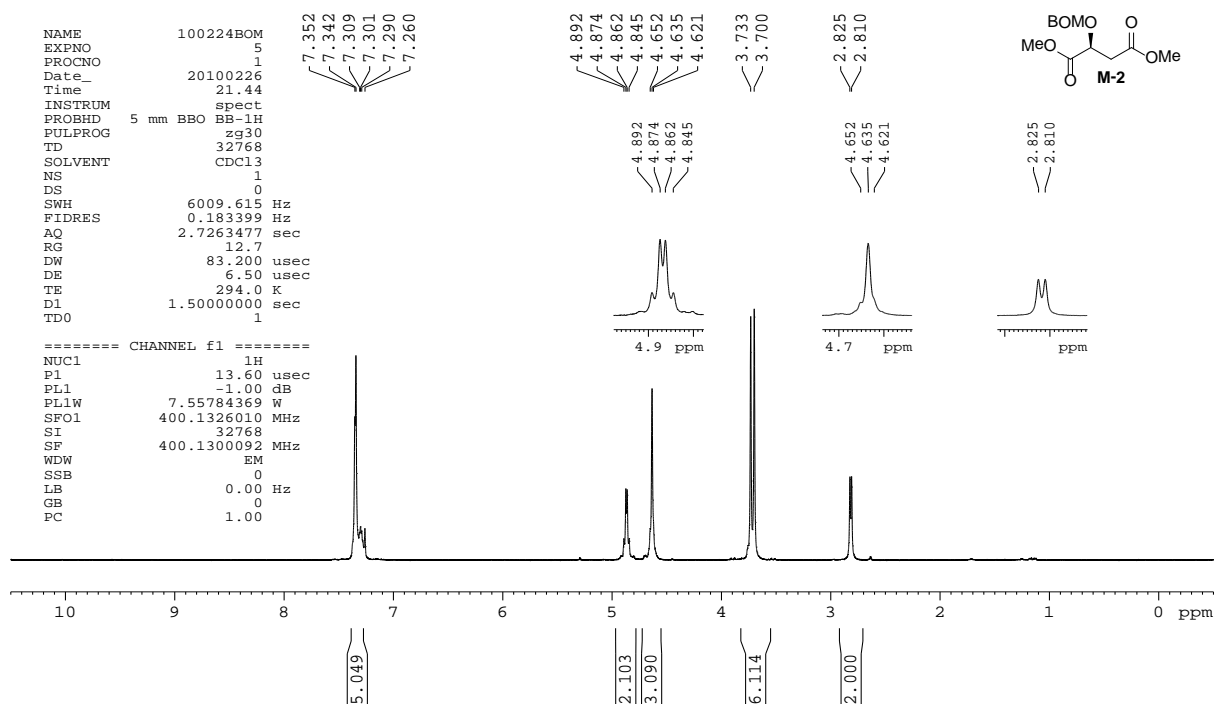 NAME 100224BOM
EXPNO 5
PROCNO 1
Date_ 20100226
Time 21.44
INSTRUM spect
PROBHD 5 mm BBO BB-1H
PULPROG zg30
TD 32768
SOLVENT CDCl3
NS 1
DS 0
SWH 6009.615 Hz
FIDRES 0.183399 Hz
AQ 2.7263477 sec
RG 12.7
DW 83.200 usec
DE 6.50 usec
TE 294.0 K
D1 1.50000000 sec
TD0 1
======== CHANNEL f1 ========
NUC1 1H
P1 13.60 usec
PL1 -1.00 dB
PL1W 7.55784369 W
SFO1 400.1326010 MHz
SI 32768
SF 400.1300092 MHz
WDW EM
SSB 0
LB 0.00 Hz
GB 0
PC 1.00
7.352
7.342
7.309
7.301
7.290
7.260
4.892
4.874
4.862
4.845
4.652
4.635
4.621
3.733
3.700
2.825
2.810
BOMO O
MeO OMe
O
M-2
4.892
4.874
4.862
4.845
4.652
4.635
4.621
2.825
2.810
4.9 ppm
4.7 ppm
ppm
10 9 8 7 6 5 4 3 2 1 0 ppm
5.049
2.103
3.090
6.114
2.000